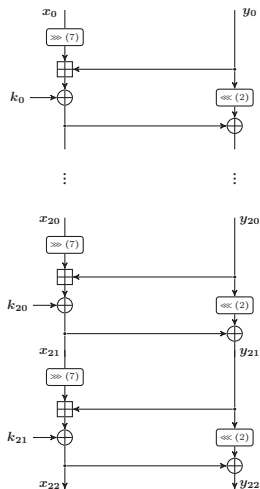 x₀ y₀
⋙ (7)
k₀ ⋘ (2)
⋮ ⋮
x₂₀ y₂₀
⋙ (7)
k₂₀ ⋘ (2)
x₂₁ y₂₁
⋙ (7)
k₂₁ ⋘ (2)
x₂₂ y₂₂